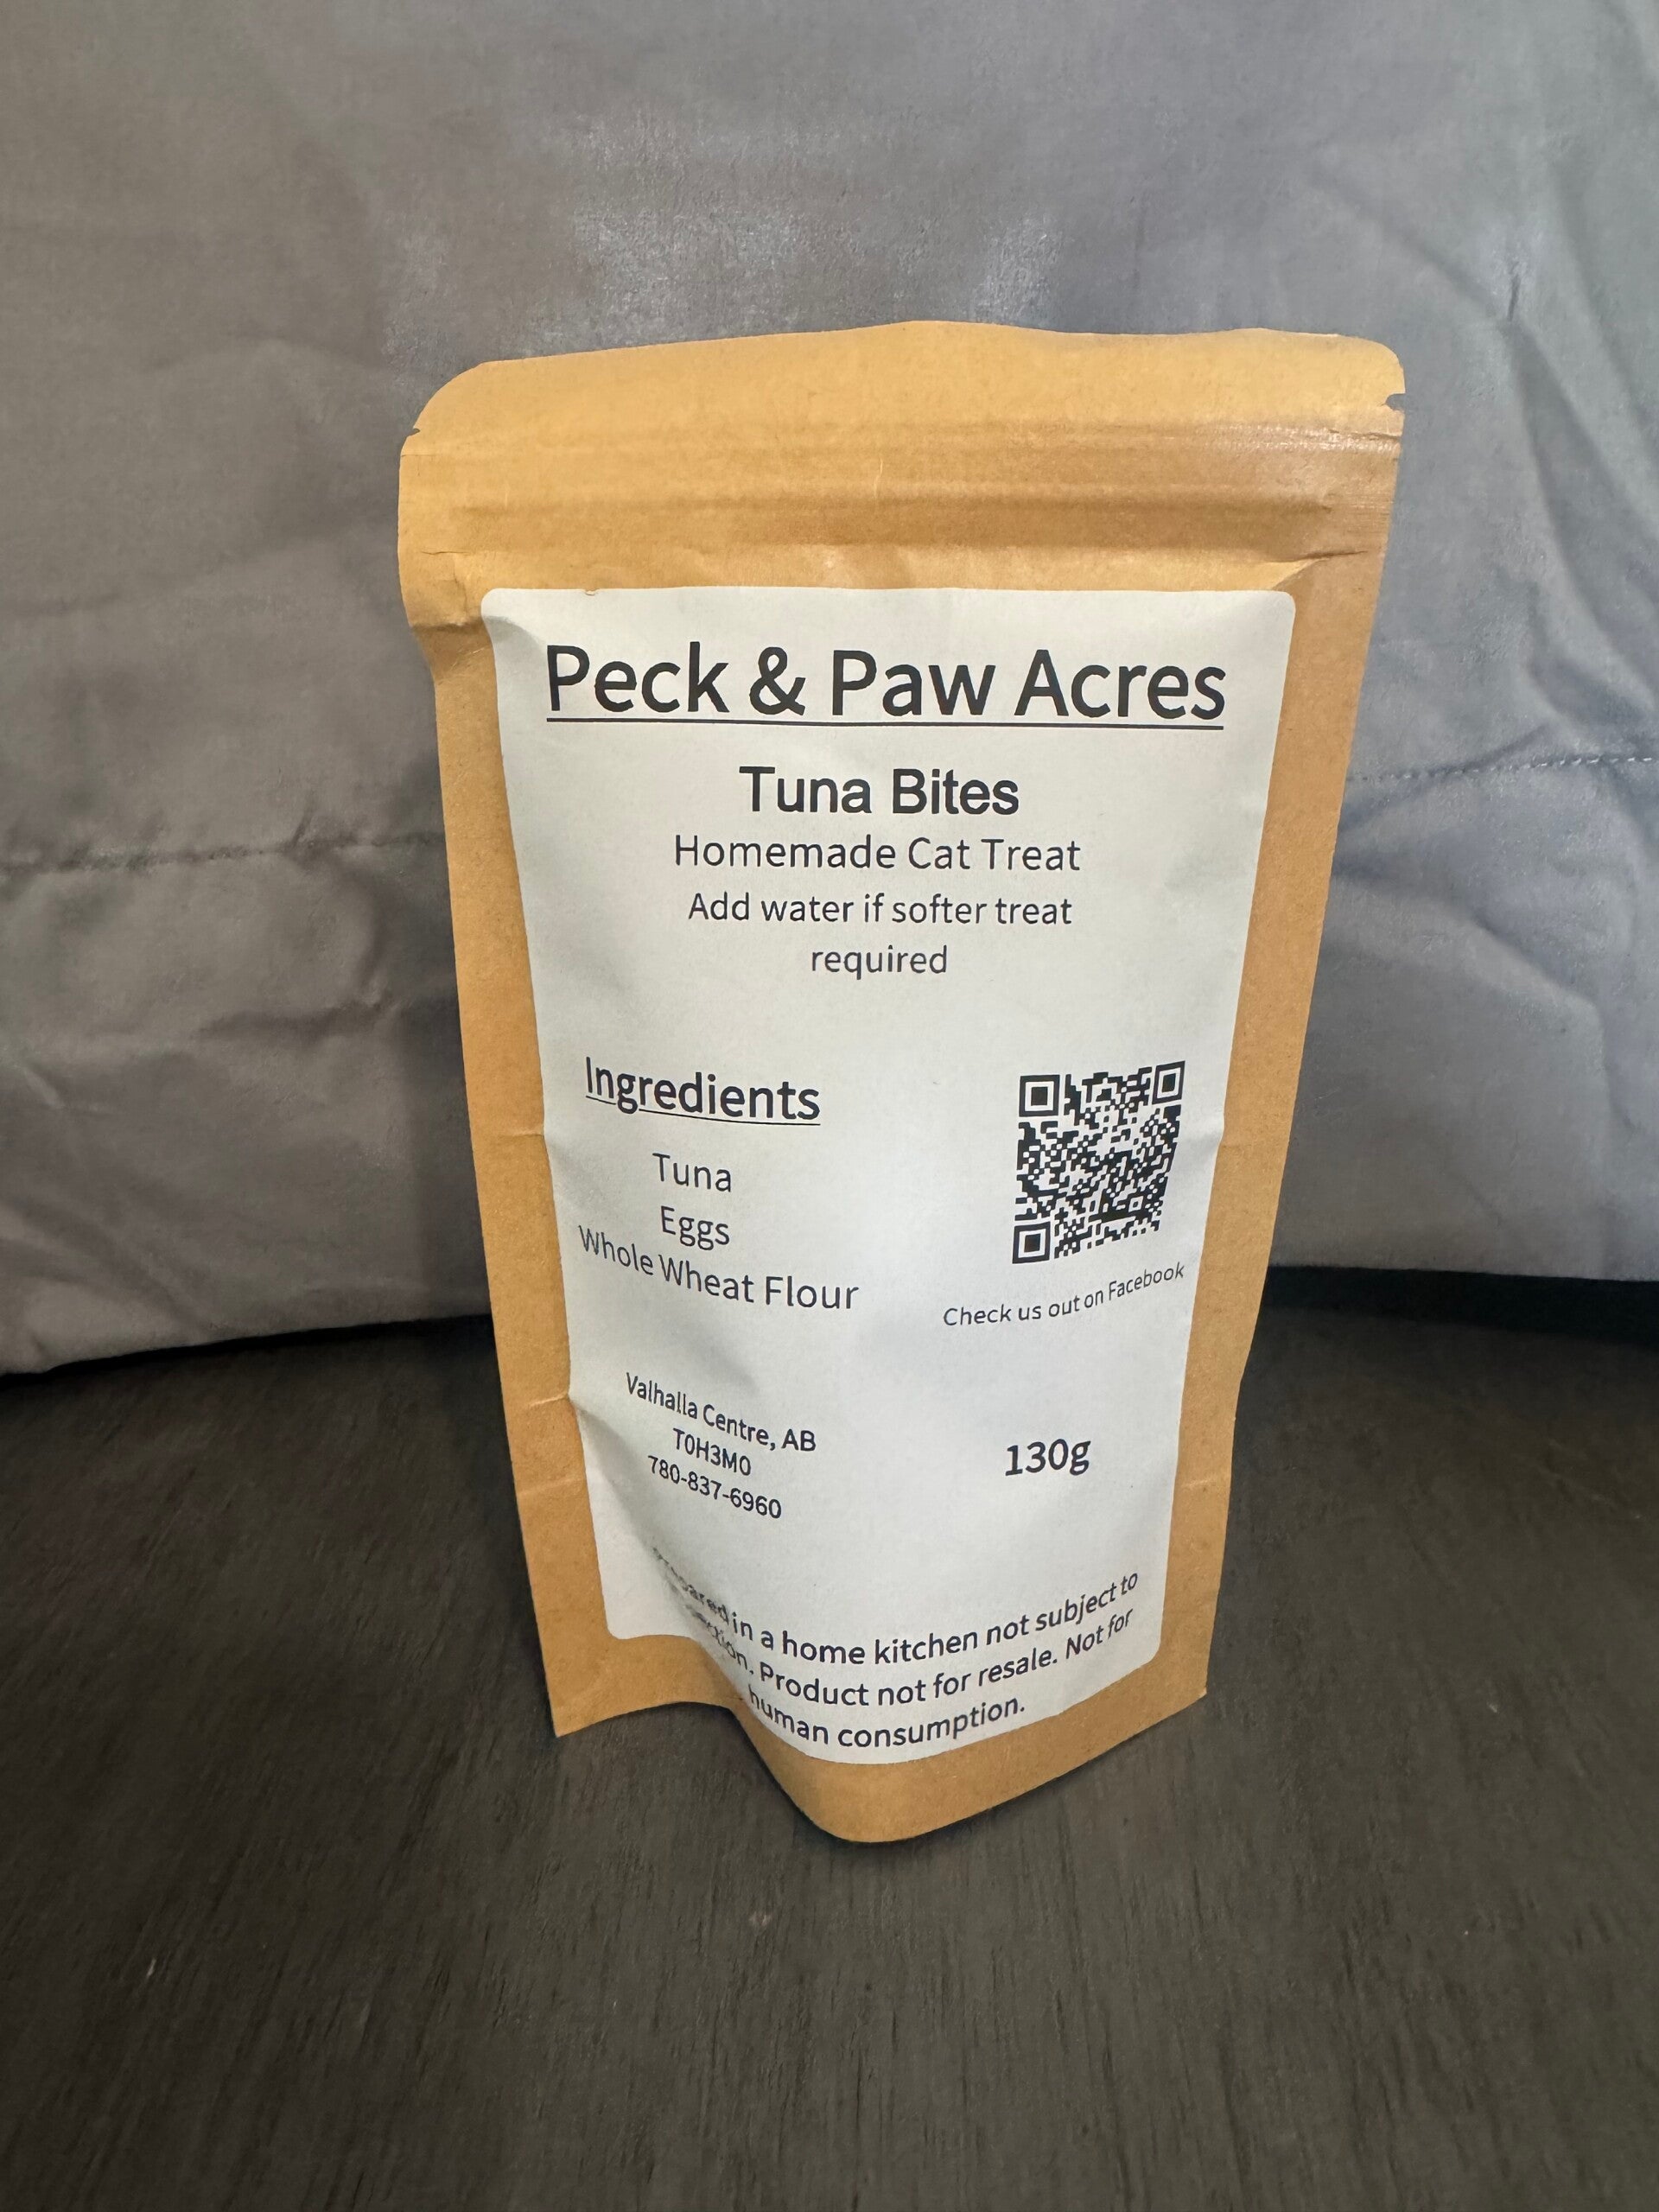 Peck & Paw Acres
Tuna Bites
Homemade Cat Treat
Add water if softer treat
required
Ingredients
Tuna
Eggs
Whole Wheat Flour
Check us out on Facebook
Valhalla Centre, AB
T0H3M0
780-837-6960
130g
in a home kitchen not subject to
Product not for resale. Not for
human consumption.